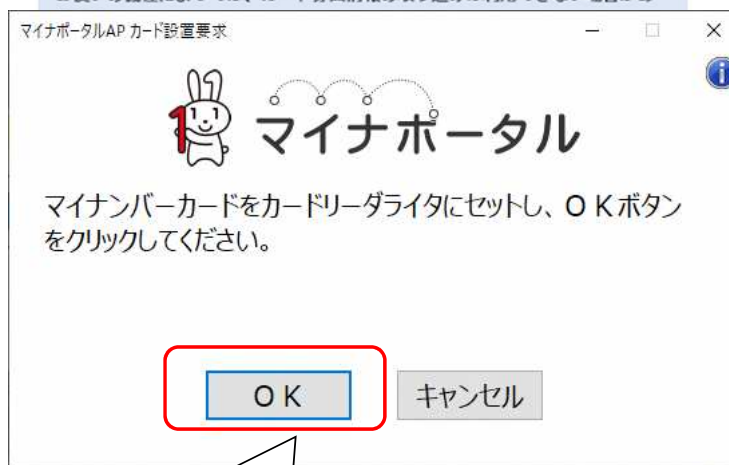 マイナポータルAP カード設置要求
マイナポータル
マイナンバーカードをカードリーダライタにセットし、ＯＫボタン
をクリックしてください。
ＯＫ
キャンセル